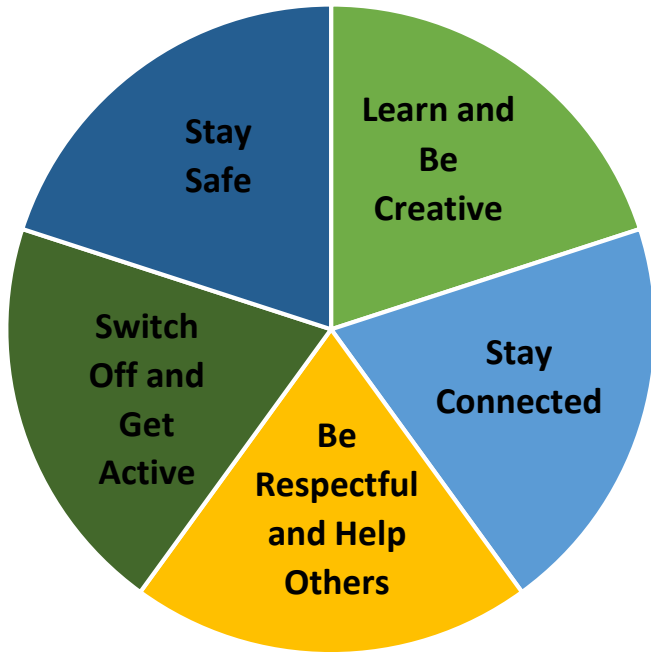 Learn and
Be
Creative
Stay
Connected
Be
Respectful
and Help
Others
Switch
Off and
Get
Active
Stay
Safe